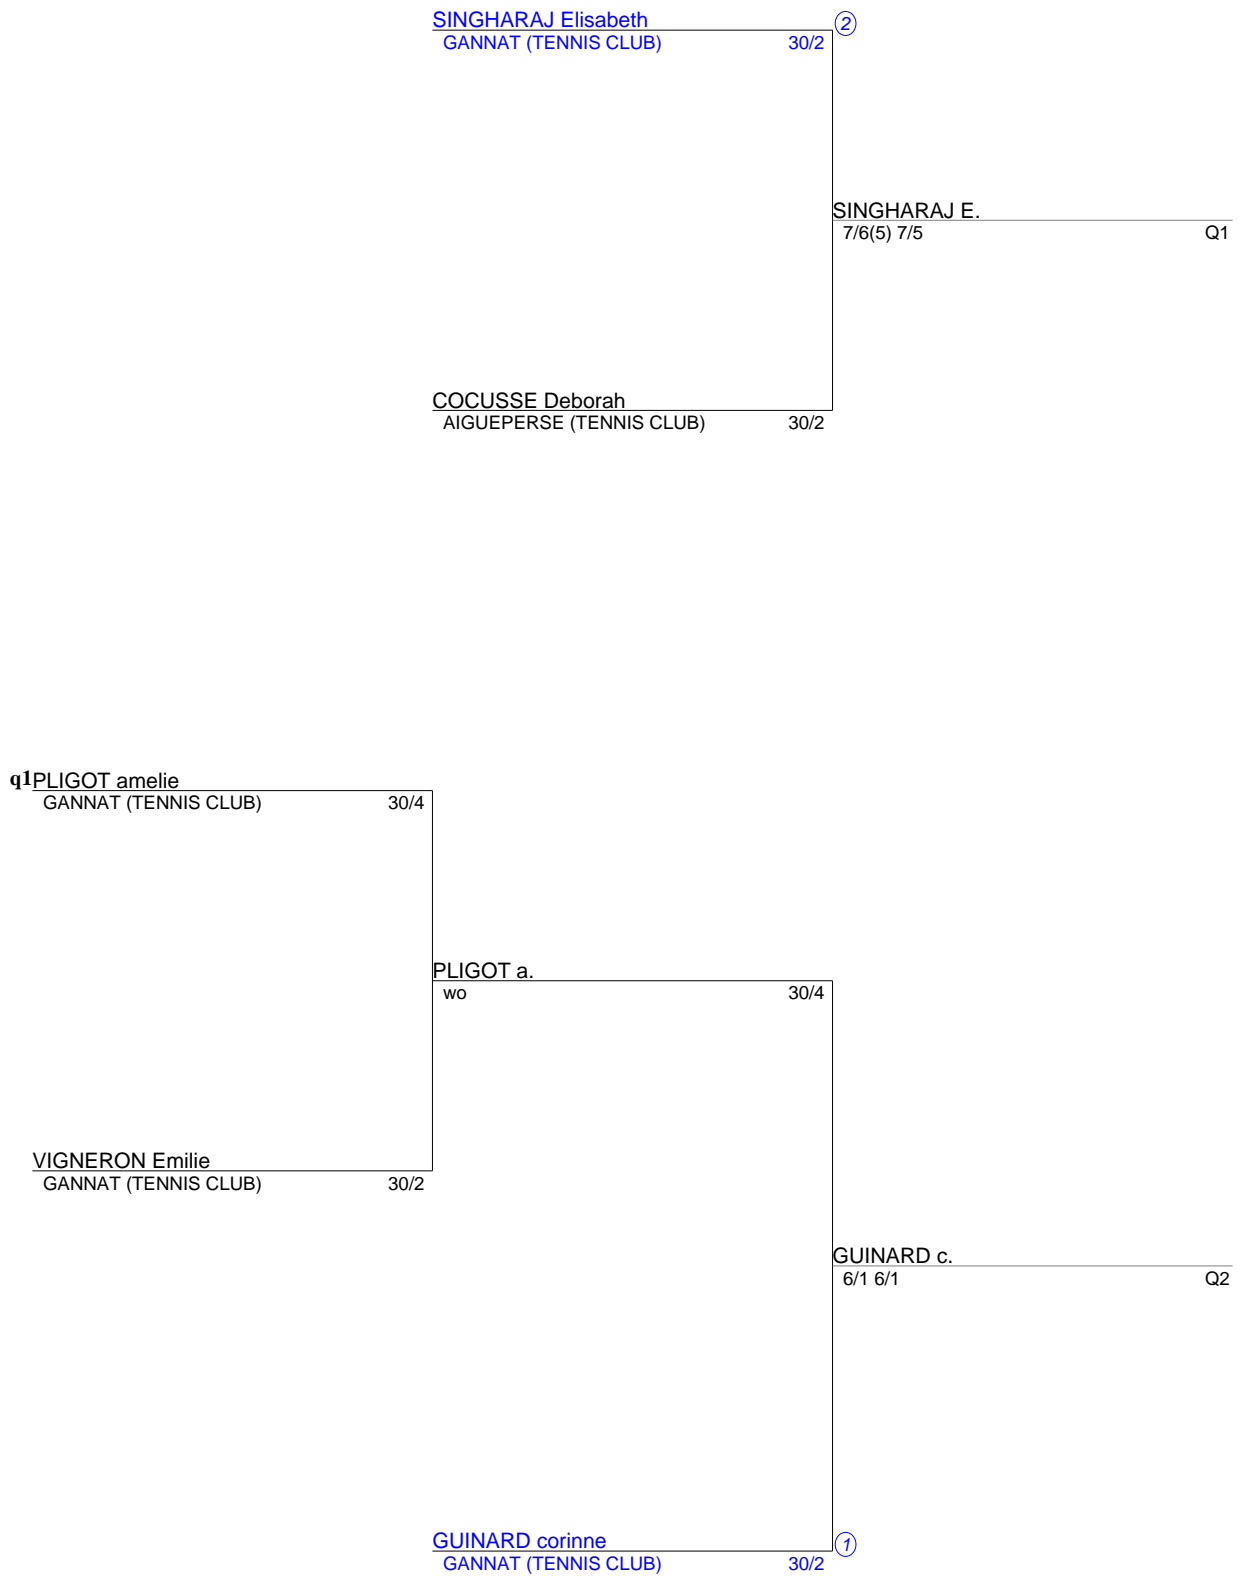 SINGHARAJ Elisabeth 2
GANNAT (TENNIS CLUB) 30/2
SINGHARAJ E.
7/6(5) 7/5 Q1
COCUSSE Deborah
AIGUEPERSE (TENNIS CLUB) 30/2
q1 PLIGOT amelie
GANNAT (TENNIS CLUB) 30/4
PLIGOT a.
wo 30/4
VIGNERON Emilie
GANNAT (TENNIS CLUB) 30/2
GUINARD c.
6/1 6/1 Q2
GUINARD corinne 1
GANNAT (TENNIS CLUB) 30/2